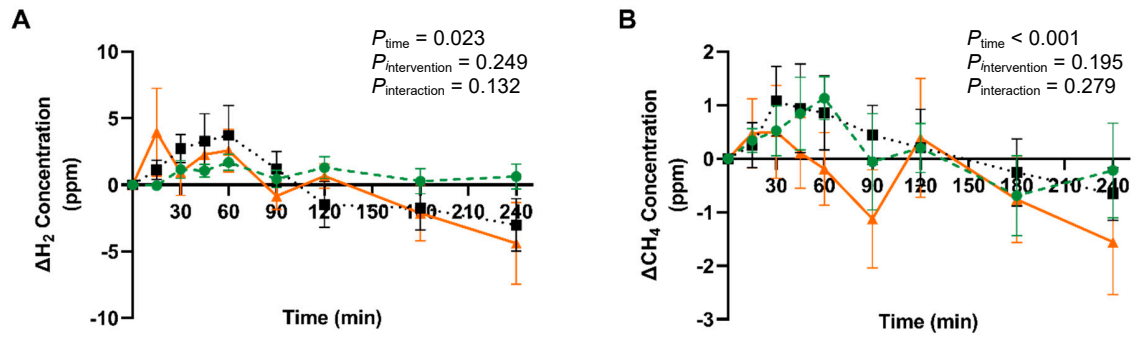 A
P time = 0.023
P intervention = 0.249
P interaction = 0.132
10
5
0
-5
-10
30 60 90 120 150 180 210 240
ΔH2 Concentration
(ppm)
Time (min)
B
P time < 0.001
P intervention = 0.195
P interaction = 0.279
2
1
0
-1
-2
-3
30 60 90 120 150 180 210 240
ΔCH4 Concentration
(ppm)
Time (min)